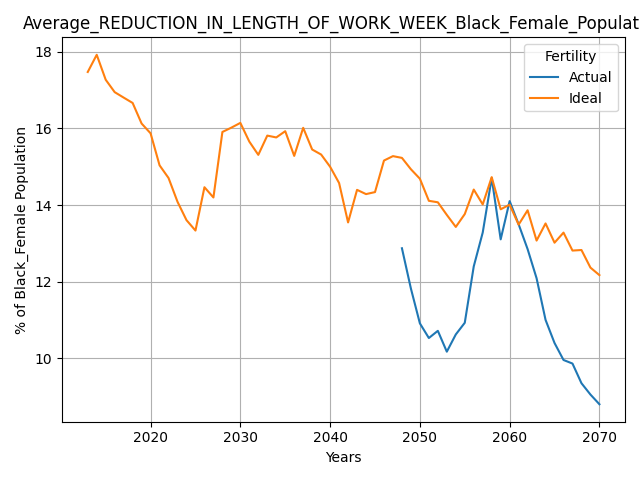 Average_REDUCTION_IN_LENGTH_OF_WORK_WEEK_Black_Female_Populat
% of Black_Female Population
18
16
14
12
10
Fertility
Actual
Ideal
2020 2030 2040 2050 2060 2070
Years